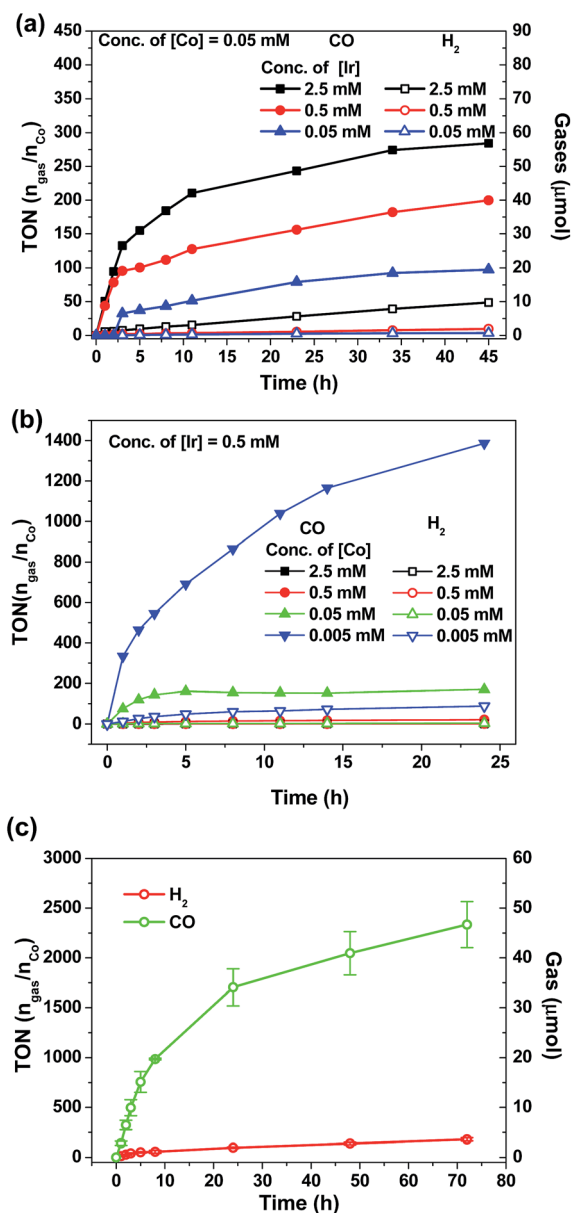 (a)
Conc. of [Co] = 0.05 mM CO H2
Conc. of [Ir]
2.5 mM 2.5 mM
0.5 mM 0.5 mM
0.05 mM 0.05 mM
450
400
350
300
250
200
150
100
50
0
TON (ngas/nCo)
90
80
70
60
50
40
30
20
10
0
Gases (μmol)
0 5 10 15 20 25 30 35 40 45
Time (h)
(b)
Conc. of [Ir] = 0.5 mM
CO H2
Conc. of [Co]
2.5 mM 2.5 mM
0.5 mM 0.5 mM
0.05 mM 0.05 mM
0.005 mM 0.005 mM
1400
1200
1000
800
600
400
200
0
TON(ngas/nCo)
0 5 10 15 20 25
Time (h)
(c)
H2
CO
3000
2500
2000
1500
1000
500
0
TON (ngas/nCo)
60
50
40
30
20
10
0
Gas (μmol)
0 10 20 30 40 50 60 70 80
Time (h)